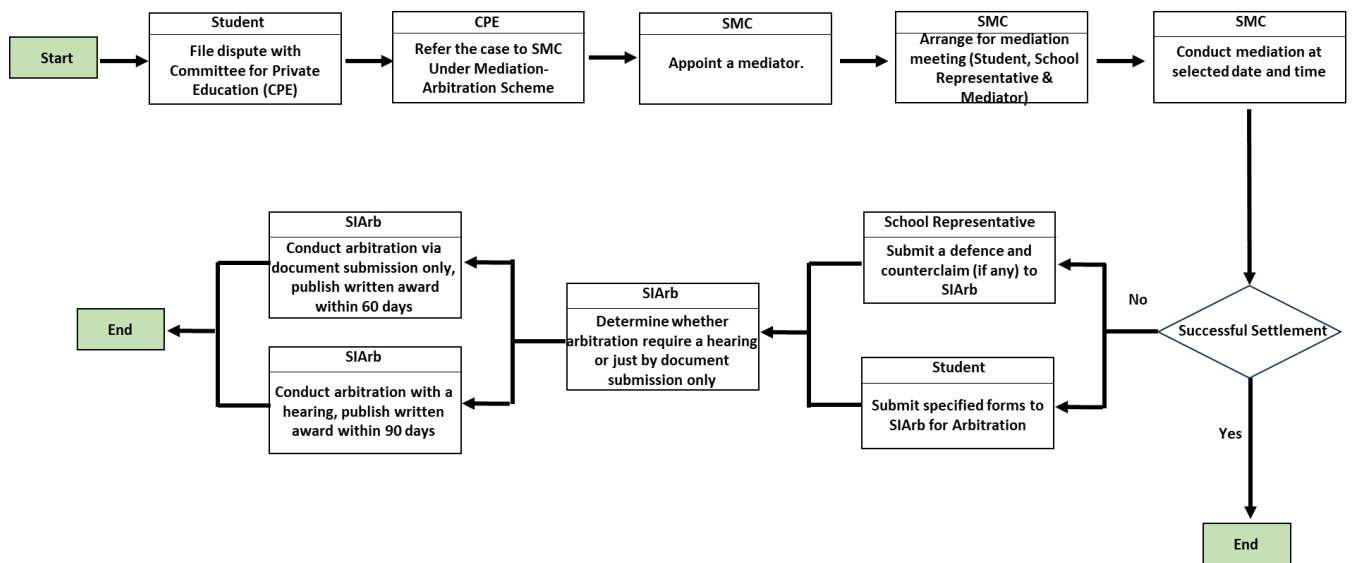 Start
Student
File dispute with
Committee for Private
Education (CPE)
CPE
Refer the case to SMC
Under Mediation-
Arbitration Scheme
SMC
Appoint a mediator.
SMC
Arrange for mediation
meeting (Student, School
Representative &
Mediator)
SMC
Conduct mediation at
selected date and time
Successful Settlement
No
Yes
End
School Representative
Submit a defence and
counterclaim (if any) to
SIArb
Student
Submit specified forms to
SIArb for Arbitration
SIArb
Determine whether
arbitration require a hearing
or just by document
submission only
SIArb
Conduct arbitration via
document submission only,
publish written award
within 60 days
SIArb
Conduct arbitration with a
hearing, publish written
award within 90 days
End